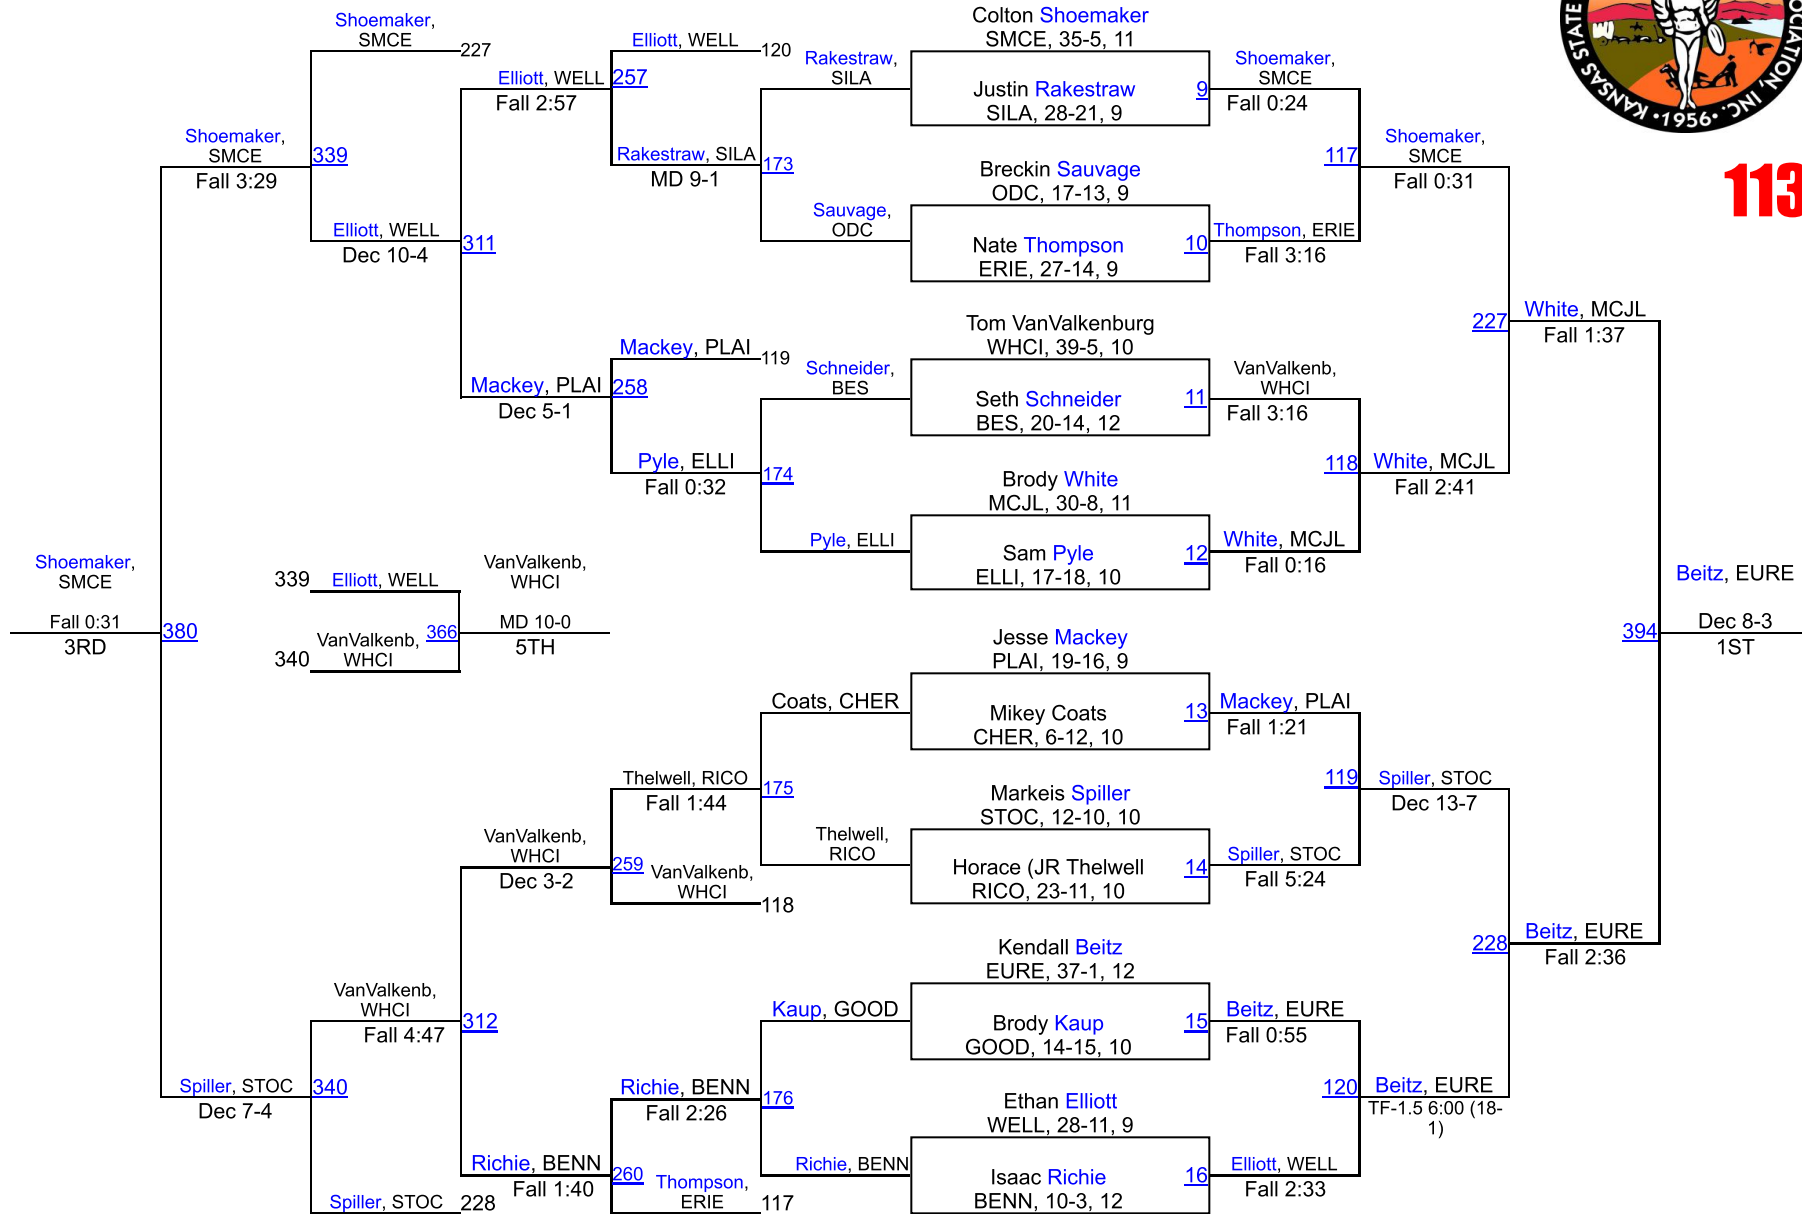 Shoemaker,
SMCE
227
Elliott, WELL
Fall 2:57
257
Elliott, WELL
120
Rakestraw, SILA
MD 9-1
173
Rakestraw,
SILA
Sauvage,
ODC
Colton Shoemaker
SMCE, 35-5, 11
Justin Rakestraw
SILA, 28-21, 9
9
Shoemaker,
SMCE
Fall 0:24
Breckin Sauvage
ODC, 17-13, 9
Nate Thompson
ERIE, 27-14, 9
10
Thompson, ERIE
Fall 3:16
117
Shoemaker,
SMCE
Fall 0:31
KANSAS STATE
OCIATION, INC.
•1956•
113
Shoemaker,
SMCE
Fall 3:29
339
Elliott, WELL
Dec 10-4
311
Mackey, PLAI
Dec 5-1
258
Mackey, PLAI
119
Pyle, ELLI
Fall 0:32
174
Schneider,
BES
Pyle, ELLI
Tom VanValkenburg
WHCI, 39-5, 10
Seth Schneider
BES, 20-14, 12
11
VanValkenb,
WHCI
Fall 3:16
Brody White
MCJL, 30-8, 11
Sam Pyle
ELLI, 17-18, 10
12
White, MCJL
Fall 0:16
118
White, MCJL
Fall 2:41
227
White, MCJL
Fall 1:37
Shoemaker,
SMCE
Fall 0:31
3RD
380
339
Elliott, WELL
340
VanValkenb,
WHCI
366
VanValkenb,
WHCI
MD 10-0
5TH
394
Beitz, EURE
Dec 8-3
1ST
Coats, CHER
Thelwell, RICO
Fall 1:44
175
Thelwell,
RICO
Jesse Mackey
PLAI, 19-16, 9
Mikey Coats
CHER, 6-12, 10
13
Mackey, PLAI
Fall 1:21
Markeis Spiller
STOC, 12-10, 10
Horace (JR Thelwell
RICO, 23-11, 10
14
Spiller, STOC
Fall 5:24
119
Spiller, STOC
Dec 13-7
VanValkenb,
WHCI
Dec 3-2
259
VanValkenb,
WHCI
118
VanValkenb,
WHCI
Fall 4:47
312
Spiller, STOC
Dec 7-4
340
Spiller, STOC
228
Richie, BENN
Fall 1:40
260
Richie, BENN
Fall 2:26
176
Thompson,
ERIE
117
Kaup, GOOD
Richie, BENN
Kendall Beitz
EURE, 37-1, 12
Brody Kaup
GOOD, 14-15, 10
15
Beitz, EURE
Fall 0:55
Ethan Elliott
WELL, 28-11, 9
Isaac Richie
BENN, 10-3, 12
16
Elliott, WELL
Fall 2:33
120
Beitz, EURE
TF-1.5 6:00 (18-
1)
228
Beitz, EURE
Fall 2:36